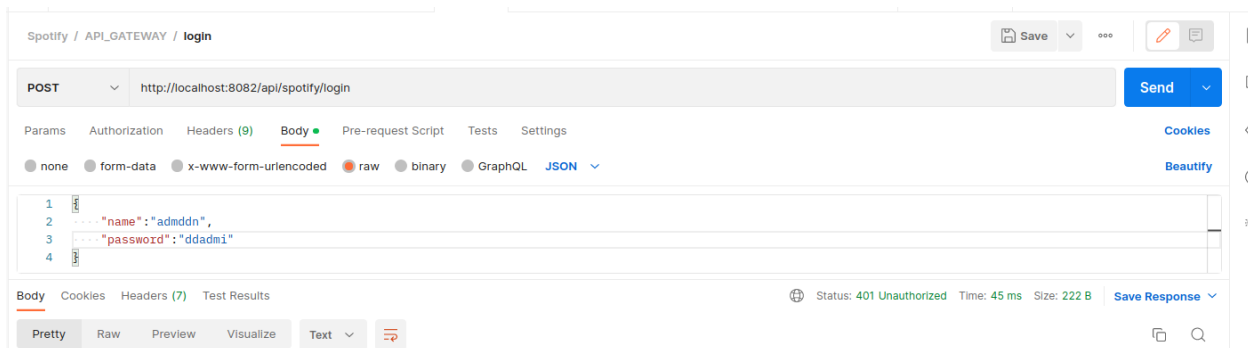 Spotify / API_GATEWAY / login
Save
POST
http://localhost:8082/api/spotify/login
Send
Params Authorization Headers (9) Body Pre-request Script Tests Settings Cookies
none form-data x-www-form-urlencoded raw binary GraphQL JSON Beautify
1 {
2 "name":"admddn",
3 "password":"ddadmi"
4 }
Body Cookies Headers (7) Test Results Status: 401 Unauthorized Time: 45 ms Size: 222 B Save Response
Pretty Raw Preview Visualize Text